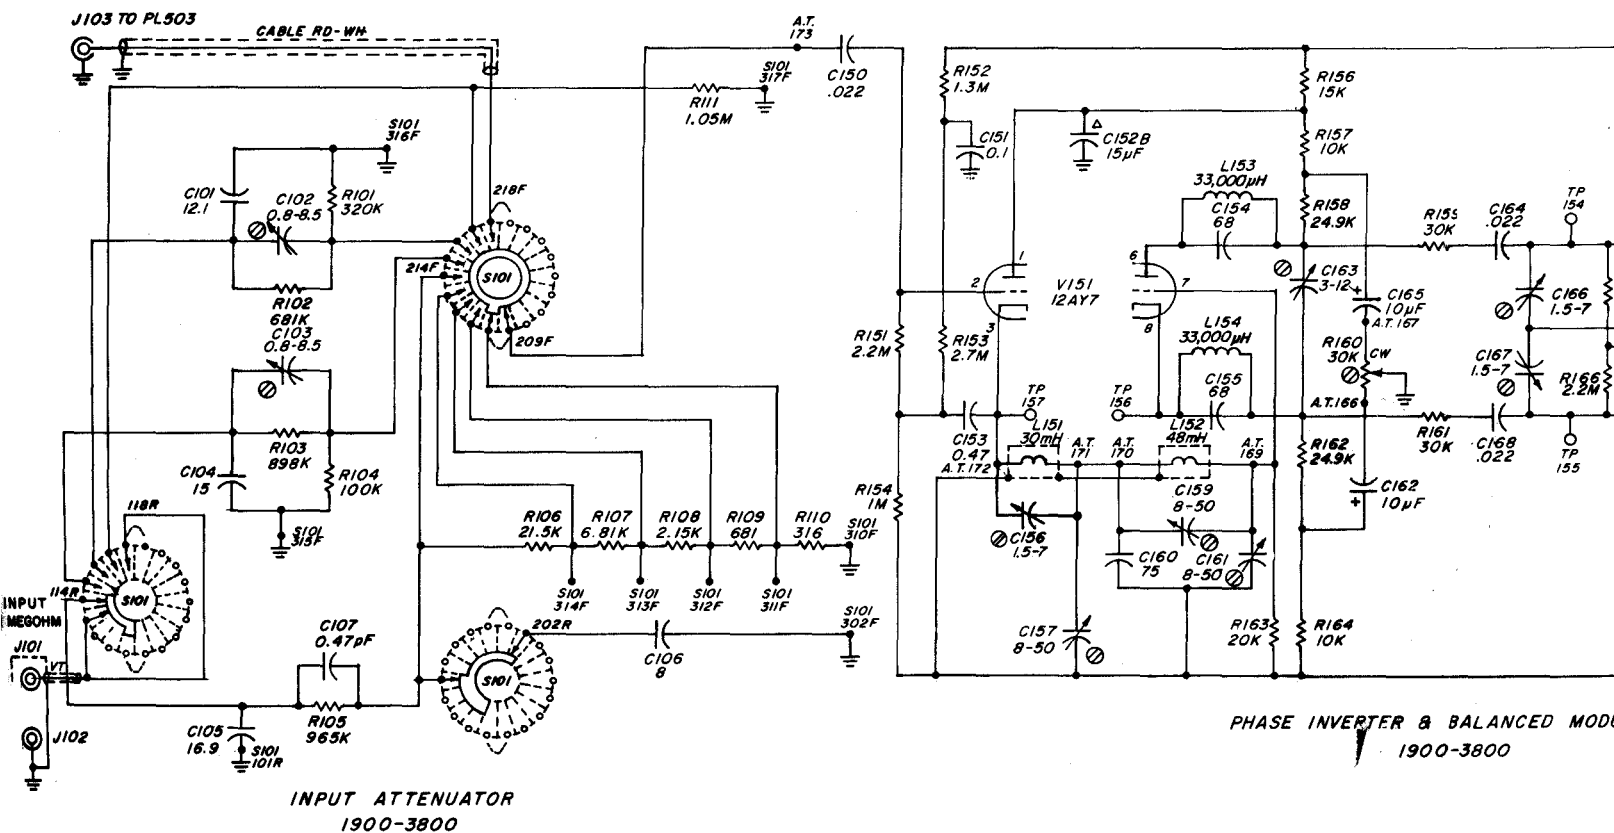 J103 TO PL503
CABLE RD-WH
A.T.
173
C150
.022
S101
317F
R111
1.05M
S101
316F
C101
12.1
C102
0.8-8.5
R101
320K
R102
681K
C103
0.8-8.5
218F
214F
S101
209F
R103
898K
C104
15
R104
100K
S101
315F
118R
114R
S101
INPUT
MEGOHM
J101
VT
J102
C105
16.9
S101
101R
C107
0.47pF
R105
965K
R106
21.5K
R107
6.81K
R108
2.15K
R109
681
R110
316
S101
310F
S101
314F
S101
313F
S101
312F
S101
311F
S101
302F
202R
S101
C106
8
INPUT ATTENUATOR
1900-3800
R152
1.3M
C151
0.1
C152B
15µF
R156
15K
R157
10K
L153
33,000µH
C154
68
R158
24.9K
1
2
3
V151
12AY7
6
7
8
R151
2.2M
R153
2.7M
L154
33,000µH
C155
68
TP
157
TP
156
C153
0.47
A.T.172
L151
30mH
A.T.
171
A.T.
170
L152
48mH
A.T.
169
R154
1M
C156
1.5-7
C159
8-50
C160
75
C161
8-50
C157
8-50
R163
20K
R164
10K
R162
24.9K
C162
10µF
C163
3-12
C165
10µF
A.T.167
R160
30K
CW
A.T.166
R159
30K
C164
.022
TP
154
C166
1.5-7
C167
1.5-7
R166
2.2M
R161
30K
C168
.022
TP
155
PHASE INVERTER & BALANCED MODU
1900-3800